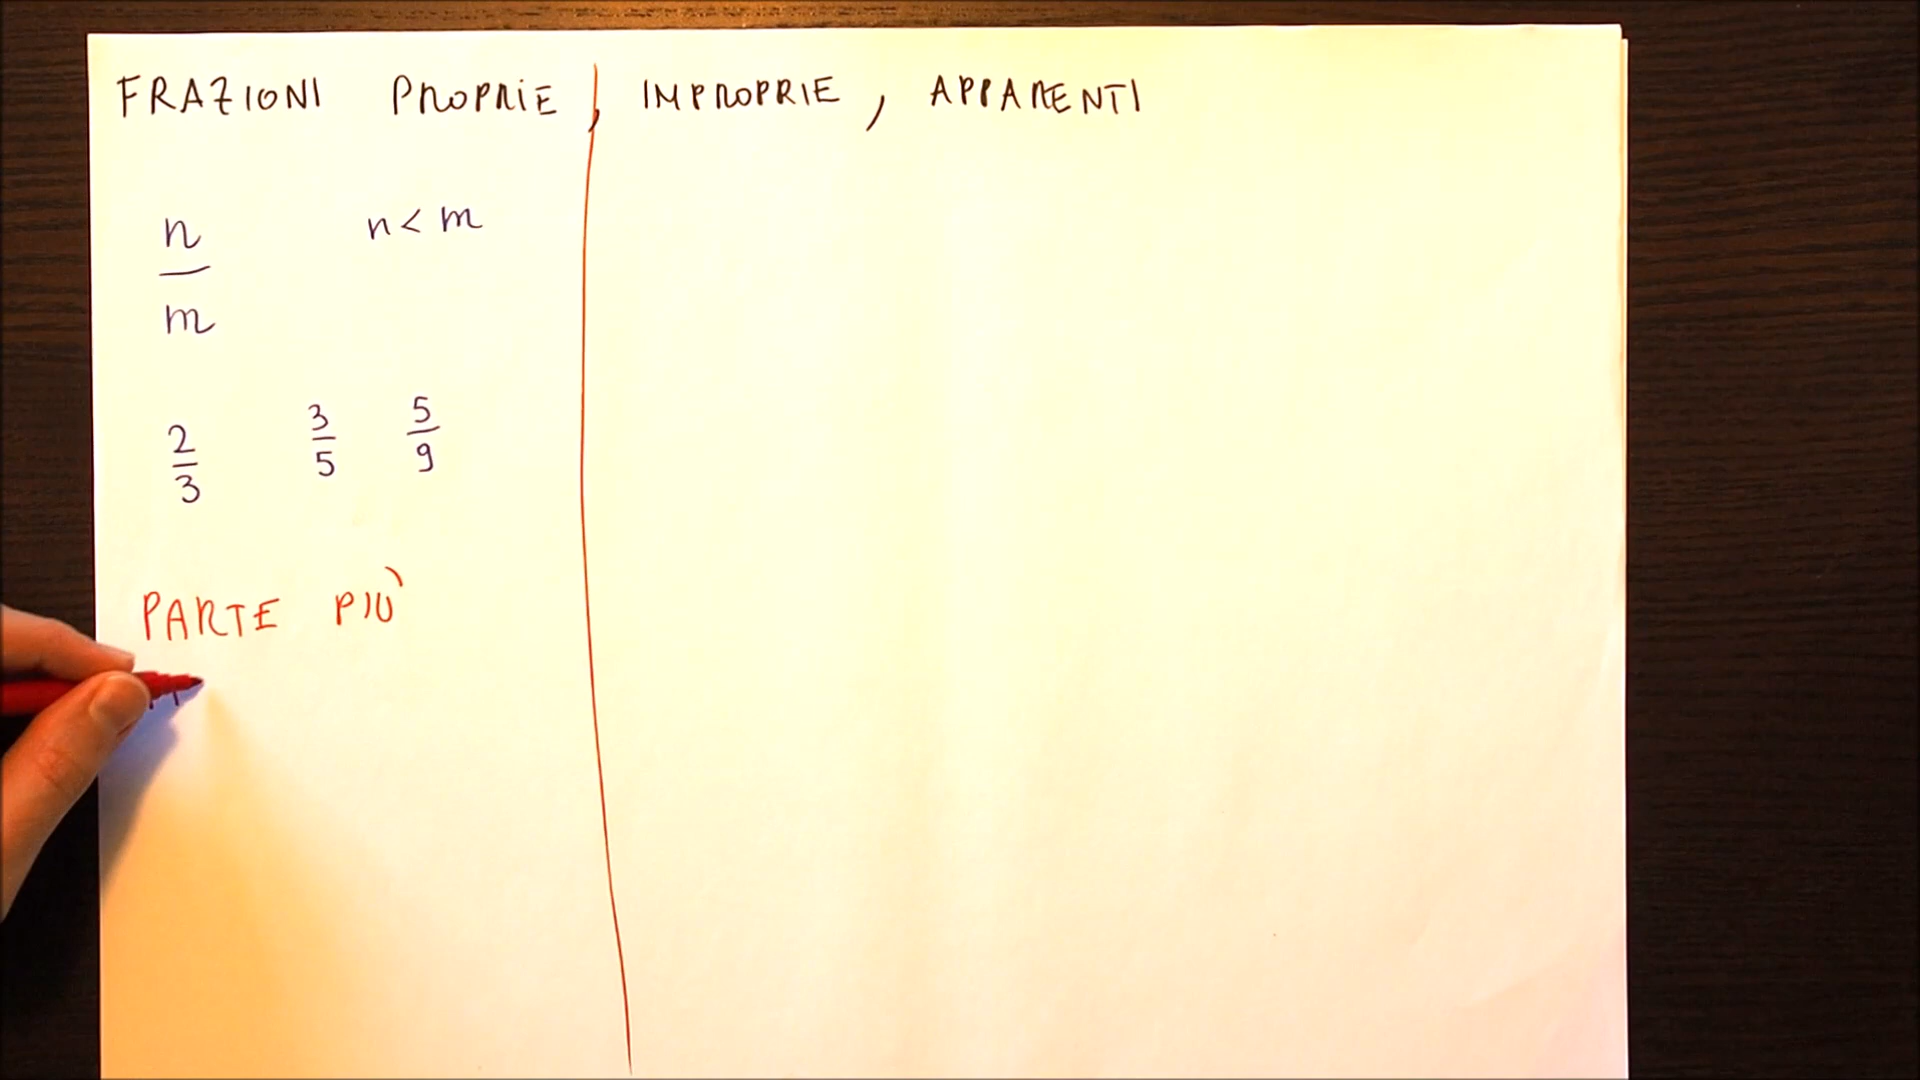 FRAZIONI PROPRIE, IMPROPRIE, APPARENTI
n/m n < m
2/3 3/5 5/9
PARTE PIÙ